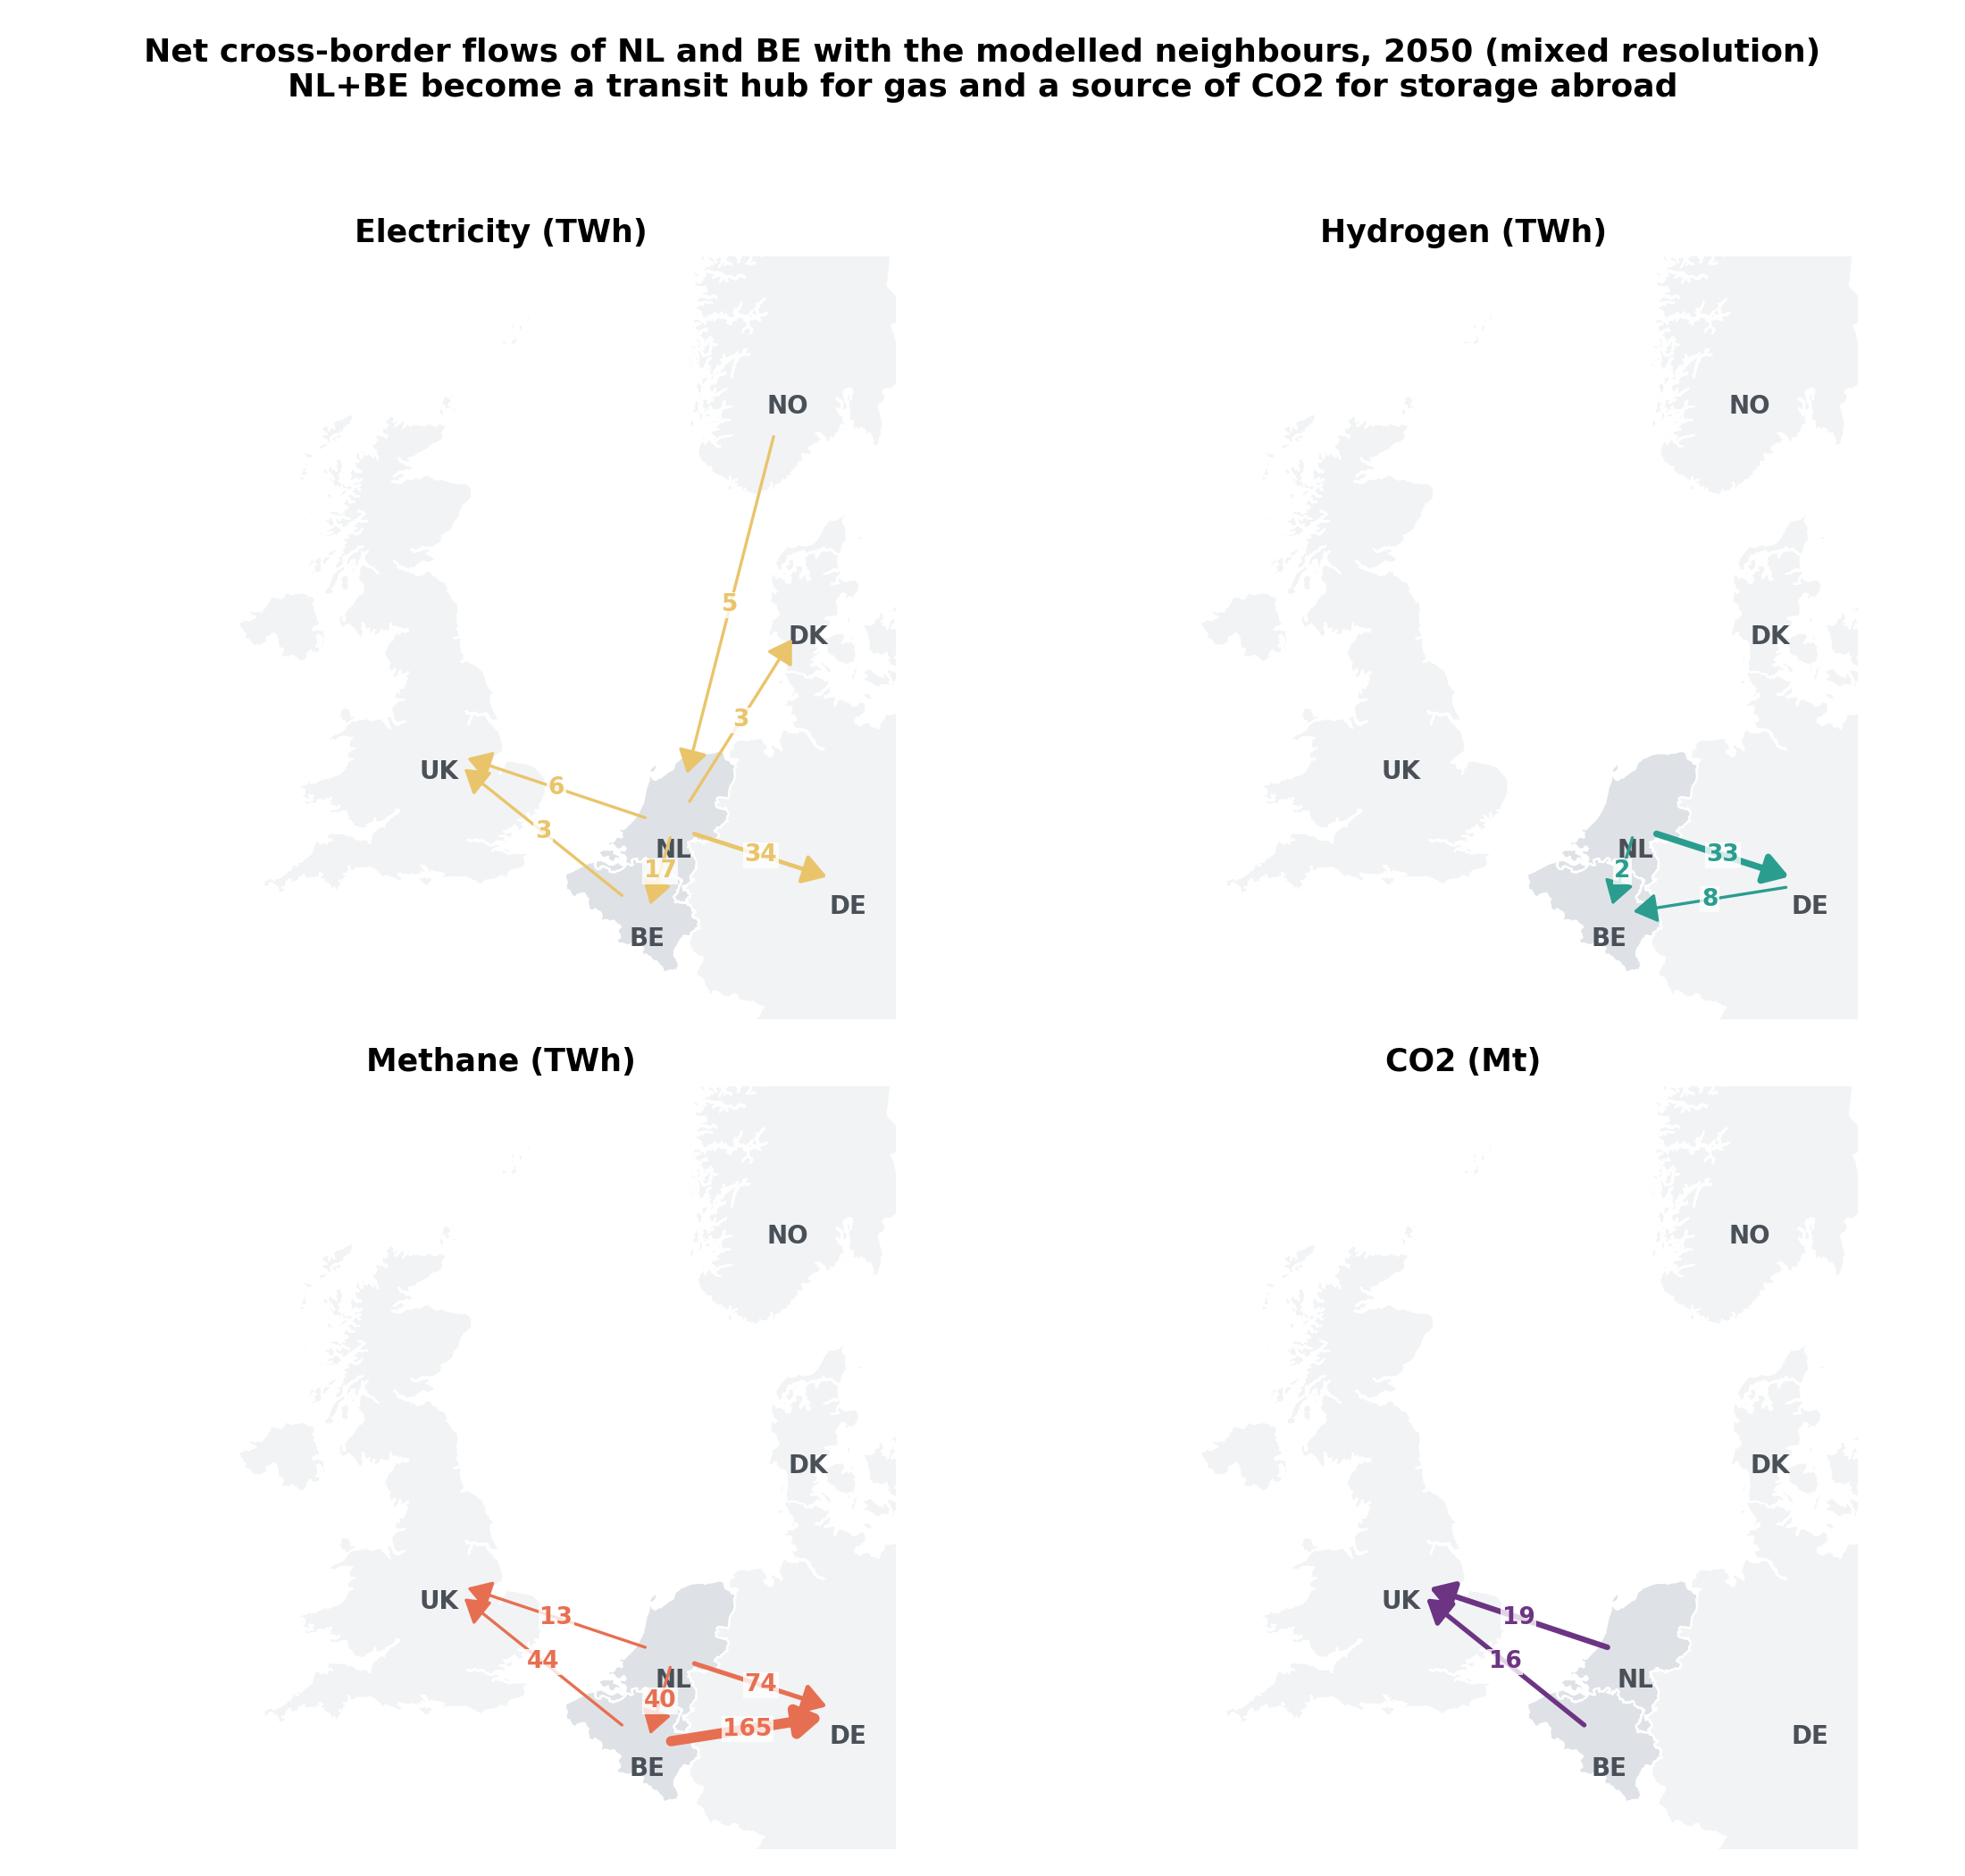 Net cross-border flows of NL and BE with the modelled neighbours, 2050 (mixed resolution)
NL+BE become a transit hub for gas and a source of CO2 for storage abroad
Electricity (TWh)
NO
5
DK
3
UK
6
3
NL
17
34
DE
BE
Hydrogen (TWh)
NO
DK
UK
NL
33
2
8
DE
BE
Methane (TWh)
NO
DK
UK
13
44
NL
74
40
165
DE
BE
CO2 (Mt)
NO
DK
UK
19
16
NL
DE
BE